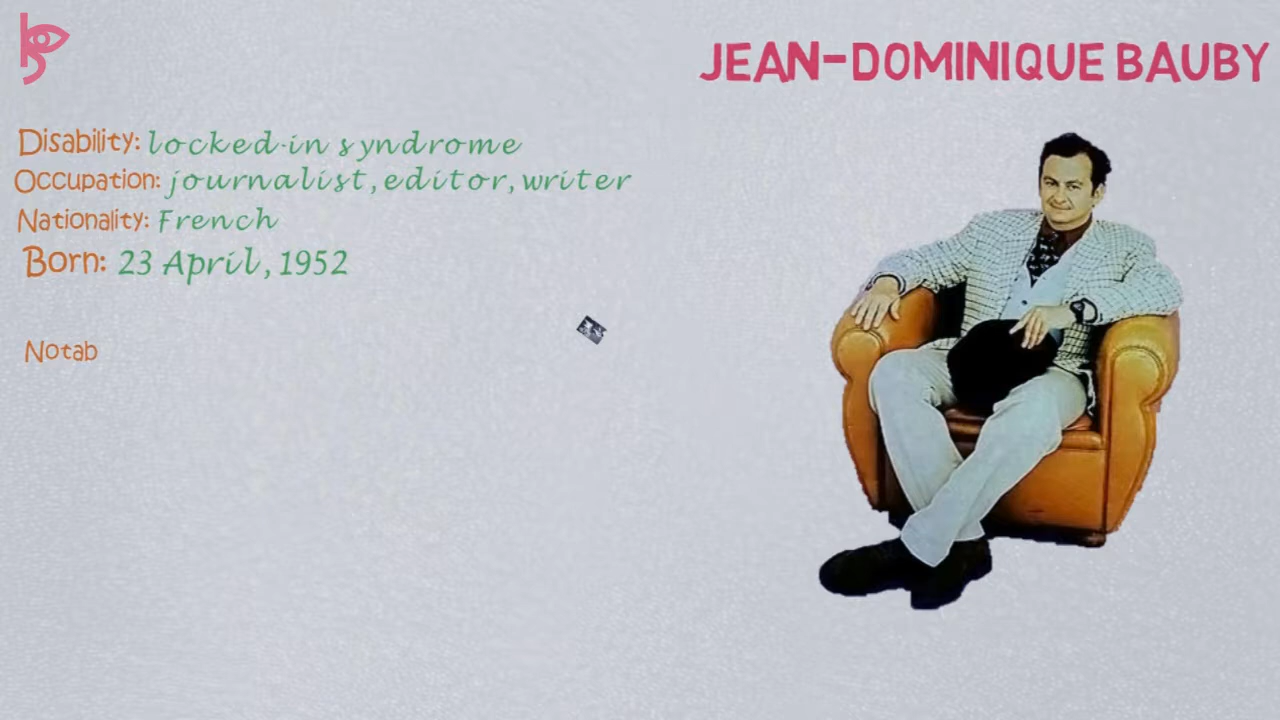 JEAN-DOMINIQUE BAUBY
Disability: locked-in syndrome
Occupation: journalist, editor, writer
Nationality: French
Born: 23 April, 1952
Notab